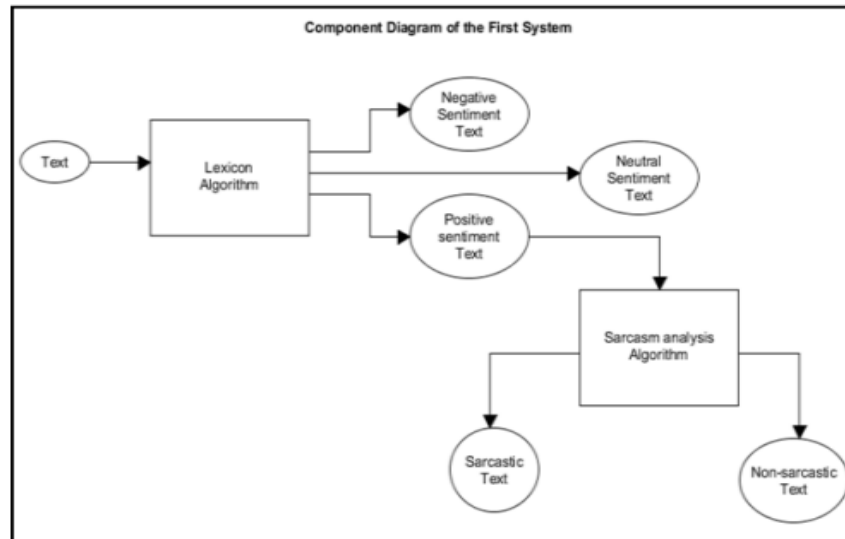 Component Diagram of the First System
Negative
Sentiment
Text
Text
Lexicon
Algorithm
Neutral
Sentiment
Text
Positive
sentiment
Text
Sarcasm analysis
Algorithm
Sarcastic
Text
Non-sarcastic
Text